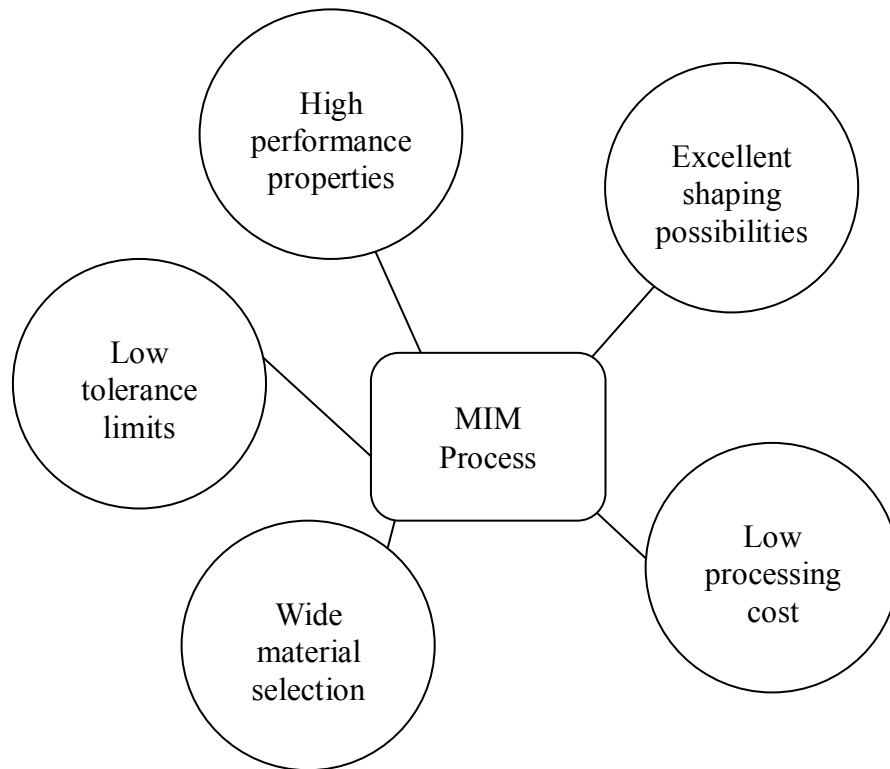 High
performance
properties
Excellent
shaping
possibilities
Low
tolerance
limits
MIM
Process
Low
processing
cost
Wide
material
selection